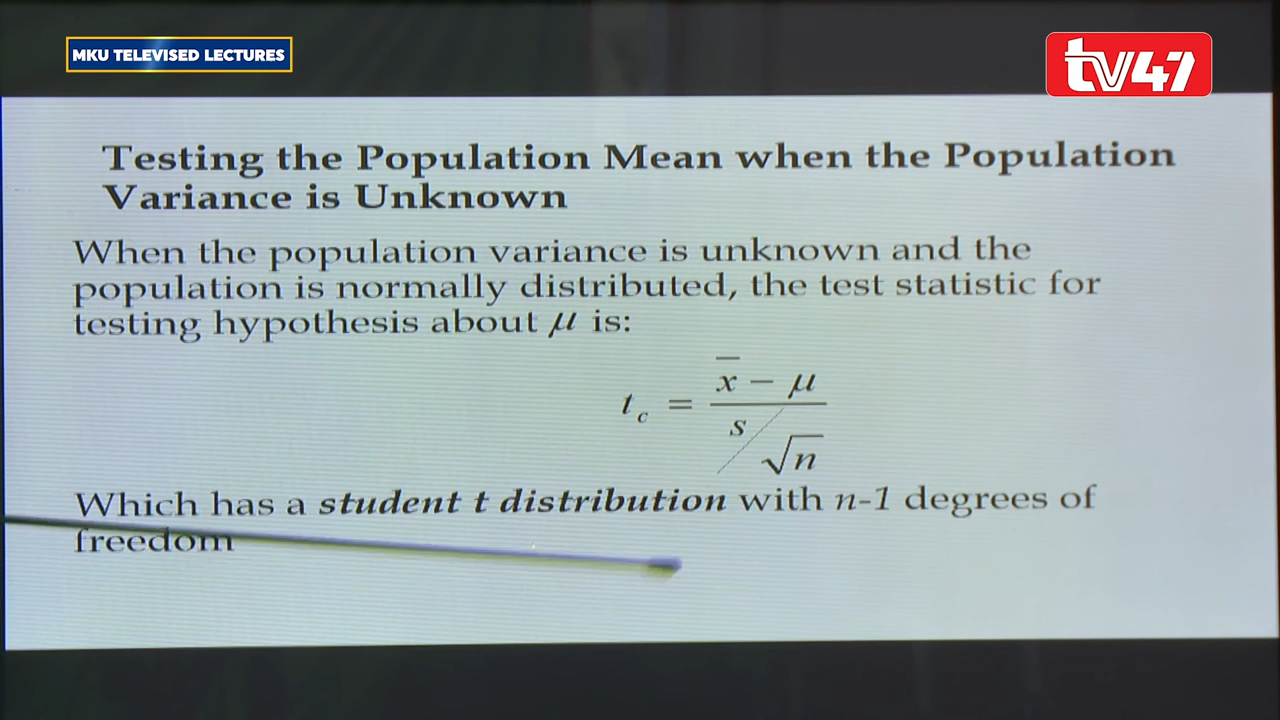 MKU TELEVISED LECTURES
tv47
Testing the Population Mean when the Population
Variance is Unknown
When the population variance is unknown and the
population is normally distributed, the test statistic for
testing hypothesis about μ is:
t_c = (x̄ − μ) / (s/√n)
Which has a student t distribution with n-1 degrees of
freedom